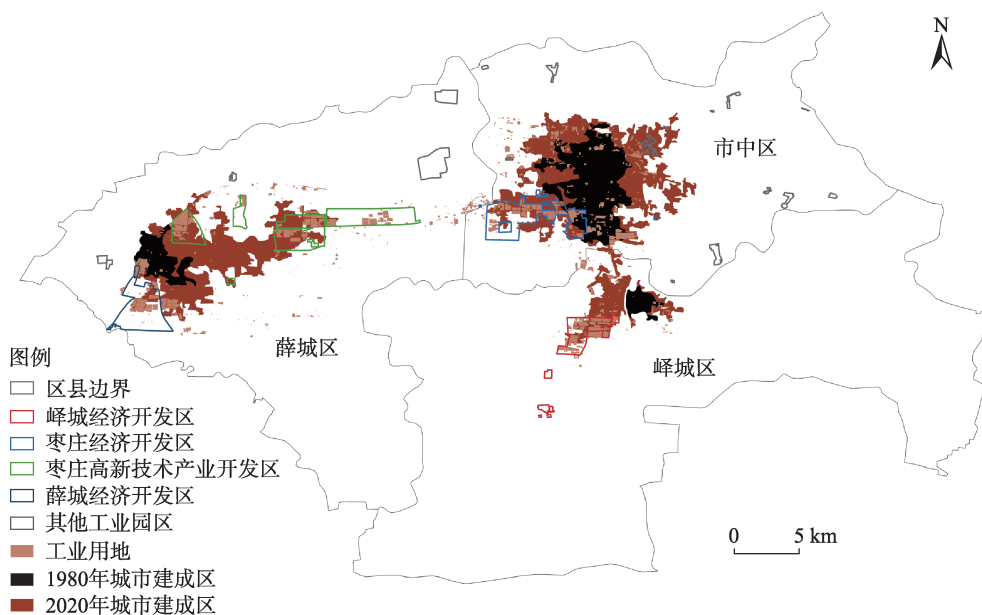 N
市中区
薛城区
峄城区
图例
区县边界
峄城经济开发区
枣庄经济开发区
枣庄高新技术产业开发区
薛城经济开发区
其他工业园区
工业用地
1980年城市建成区
2020年城市建成区
0 5 km